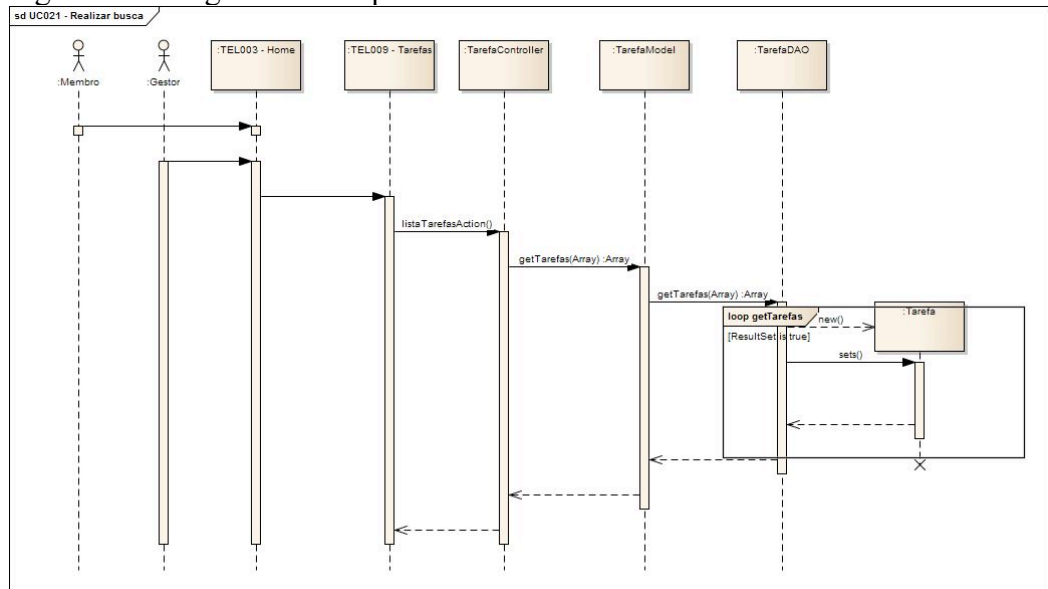 sd UC021 - Realizar busca
:Membro
:Gestor
:TEL003 - Home
:TEL009 - Tarefas
:TarefaController
:TarefaModel
:TarefaDAO
listaTarefasAction()
getTarefas(Array) :Array
getTarefas(Array) :Array
loop getTarefas
new()
:Tarefa
[ResultSet is true]
sets()